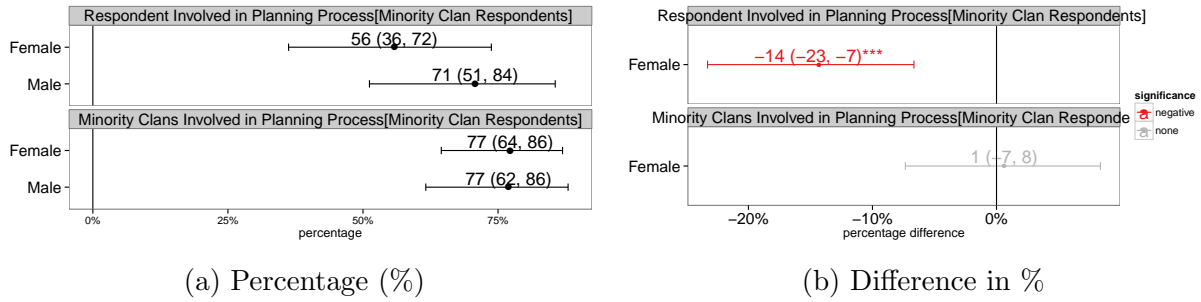 Respondent Involved in Planning Process[Minority Clan Respondents]
Female
56 (36, 72)
Male
71 (51, 84)
Minority Clans Involved in Planning Process[Minority Clan Respondents]
Female
77 (64, 86)
Male
77 (62, 86)
0%
25%
50%
75%
percentage
(a) Percentage (%)
Respondent Involved in Planning Process[Minority Clan Respondents]
Female
−14 (−23, −7)***
Minority Clans Involved in Planning Process[Minority Clan Responde
Female
1 (−7, 8)
−20%
−10%
0%
percentage difference
significance
a negative
a none
(b) Difference in %